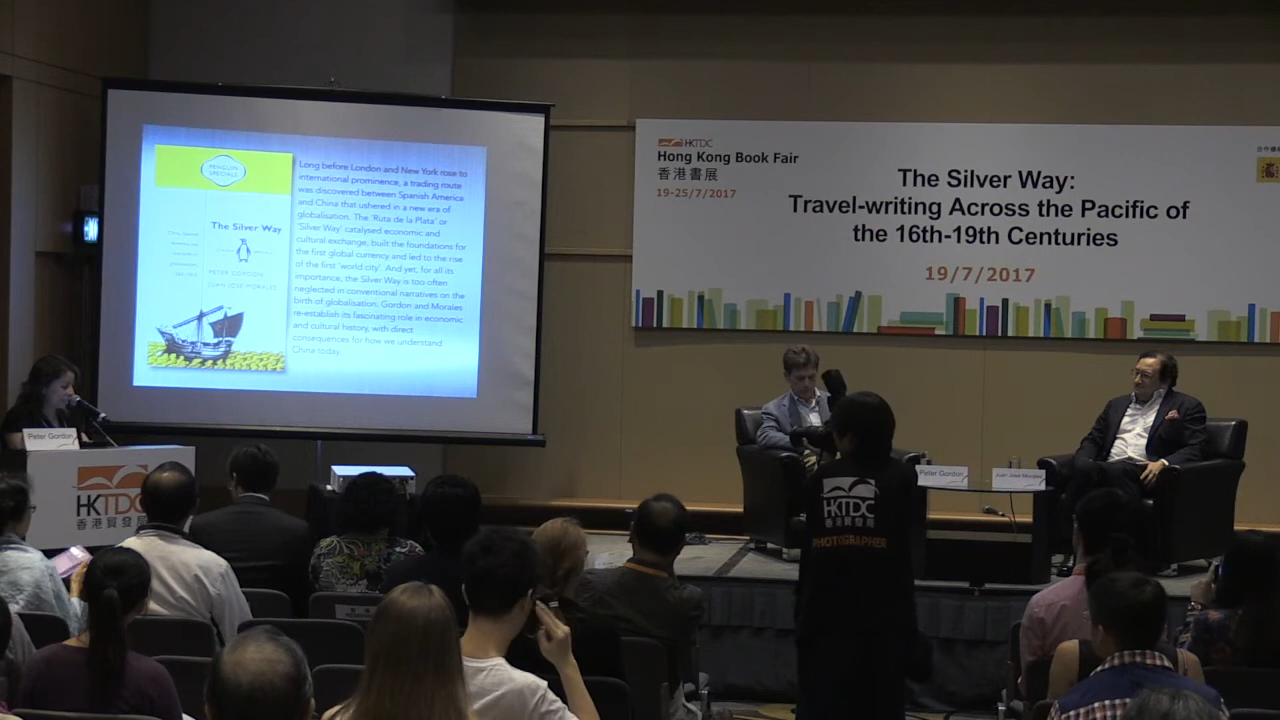 PENGUIN
SPECIALS
The Silver Way
PETER GORDON
JUAN JOSÉ MORALES
Long before London and New York rose to
international prominence, a trading route
was discovered between Spanish America
and China that ushered in a new era of
globalisation. The 'Ruta de la Plata' or
'Silver Way' catalysed economic and
cultural exchange, built the foundations for
the first global currency and led to the rise
of the first 'world city'. And yet, for all its
importance, the Silver Way is too often
neglected in conventional narratives on the
birth of globalisation. Gordon and Morales
re-establish its fascinating role in economic
and cultural history, with direct
consequences for how we understand
China today.
HKTDC
Hong Kong Book Fair
香港書展
19-25/7/2017
The Silver Way:
Travel-writing Across the Pacific of
the 16th-19th Centuries
19/7/2017
Peter Gordon
HKTDC
香港貿發局
Peter Gordon
Juan José Morales
HKTDC
香港貿發局
PHOTOGRAPHER